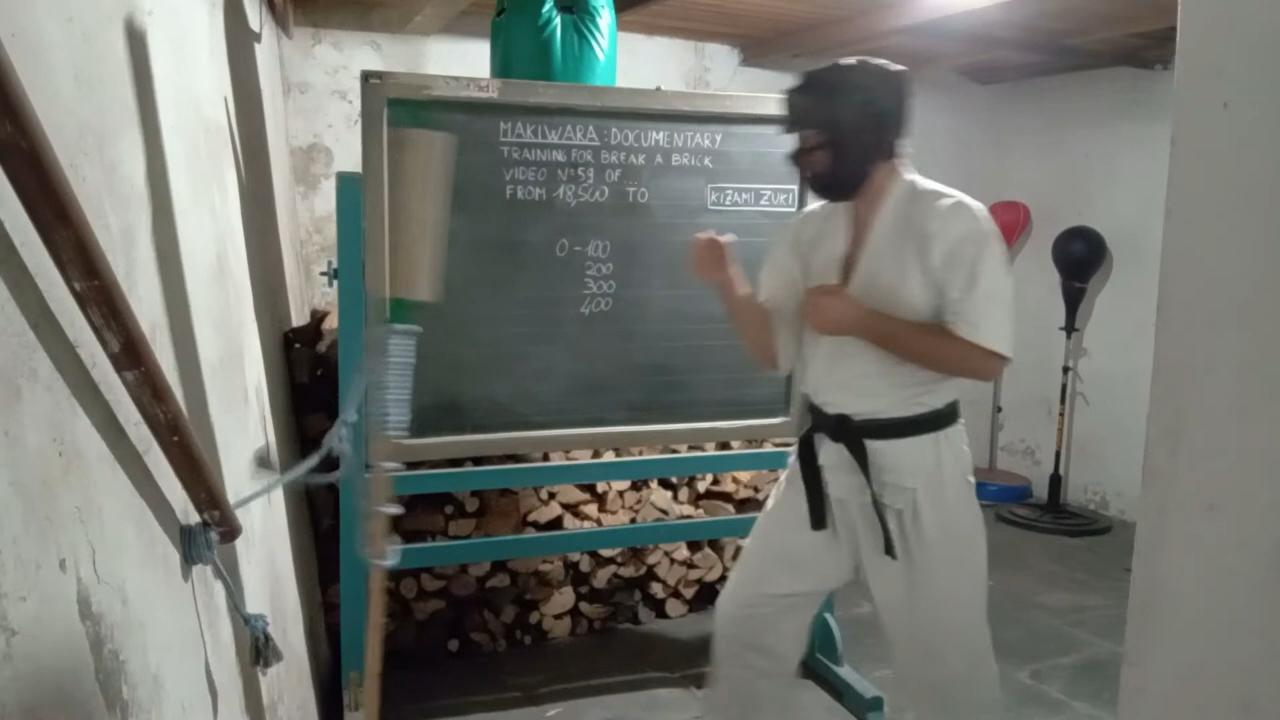 MAKIWARA : DOCUMENTARY
TRAINING FOR BREAK A BRICK
VIDEO N°59 OF...
FROM 18,500 TO
KIZAMI ZUKI
0-100
200
300
400